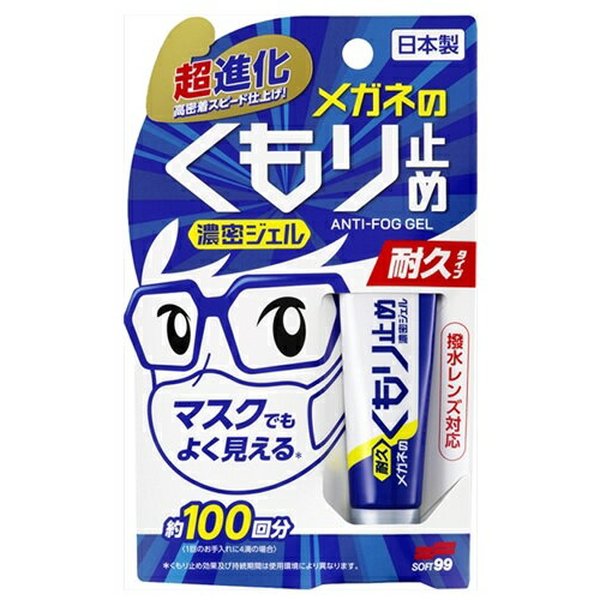 日本製
超進化
高密着スピード仕上げ!
メガネの
くもり止め
ANTI-FOG GEL
濃密ジェル
耐久タイプ
撥水レンズ対応
くもり止め
濃密ジェル
耐久
メガネの
マスクでも
よく見える*
約100回分
(1回のお手入れに4滴の場合)
*くもり止め効果及び持続期間は使用環境により異なります。
SOFT99